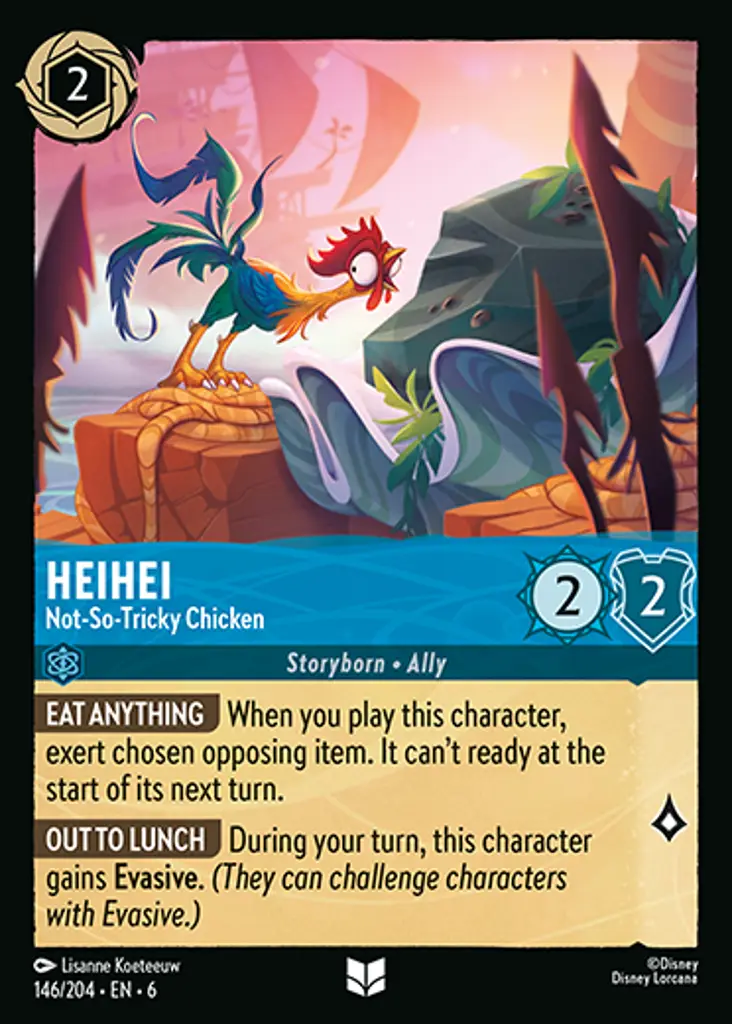 2
HEIHEI
Not-So-Tricky Chicken
2
2
Storyborn • Ally
EAT ANYTHING When you play this character,
exert chosen opposing item. It can't ready at the
start of its next turn.
OUT TO LUNCH During your turn, this character
gains Evasive. (They can challenge characters
with Evasive.)
Lisanne Koeteeuw
146/204 • EN • 6
©Disney
Disney Lorcana